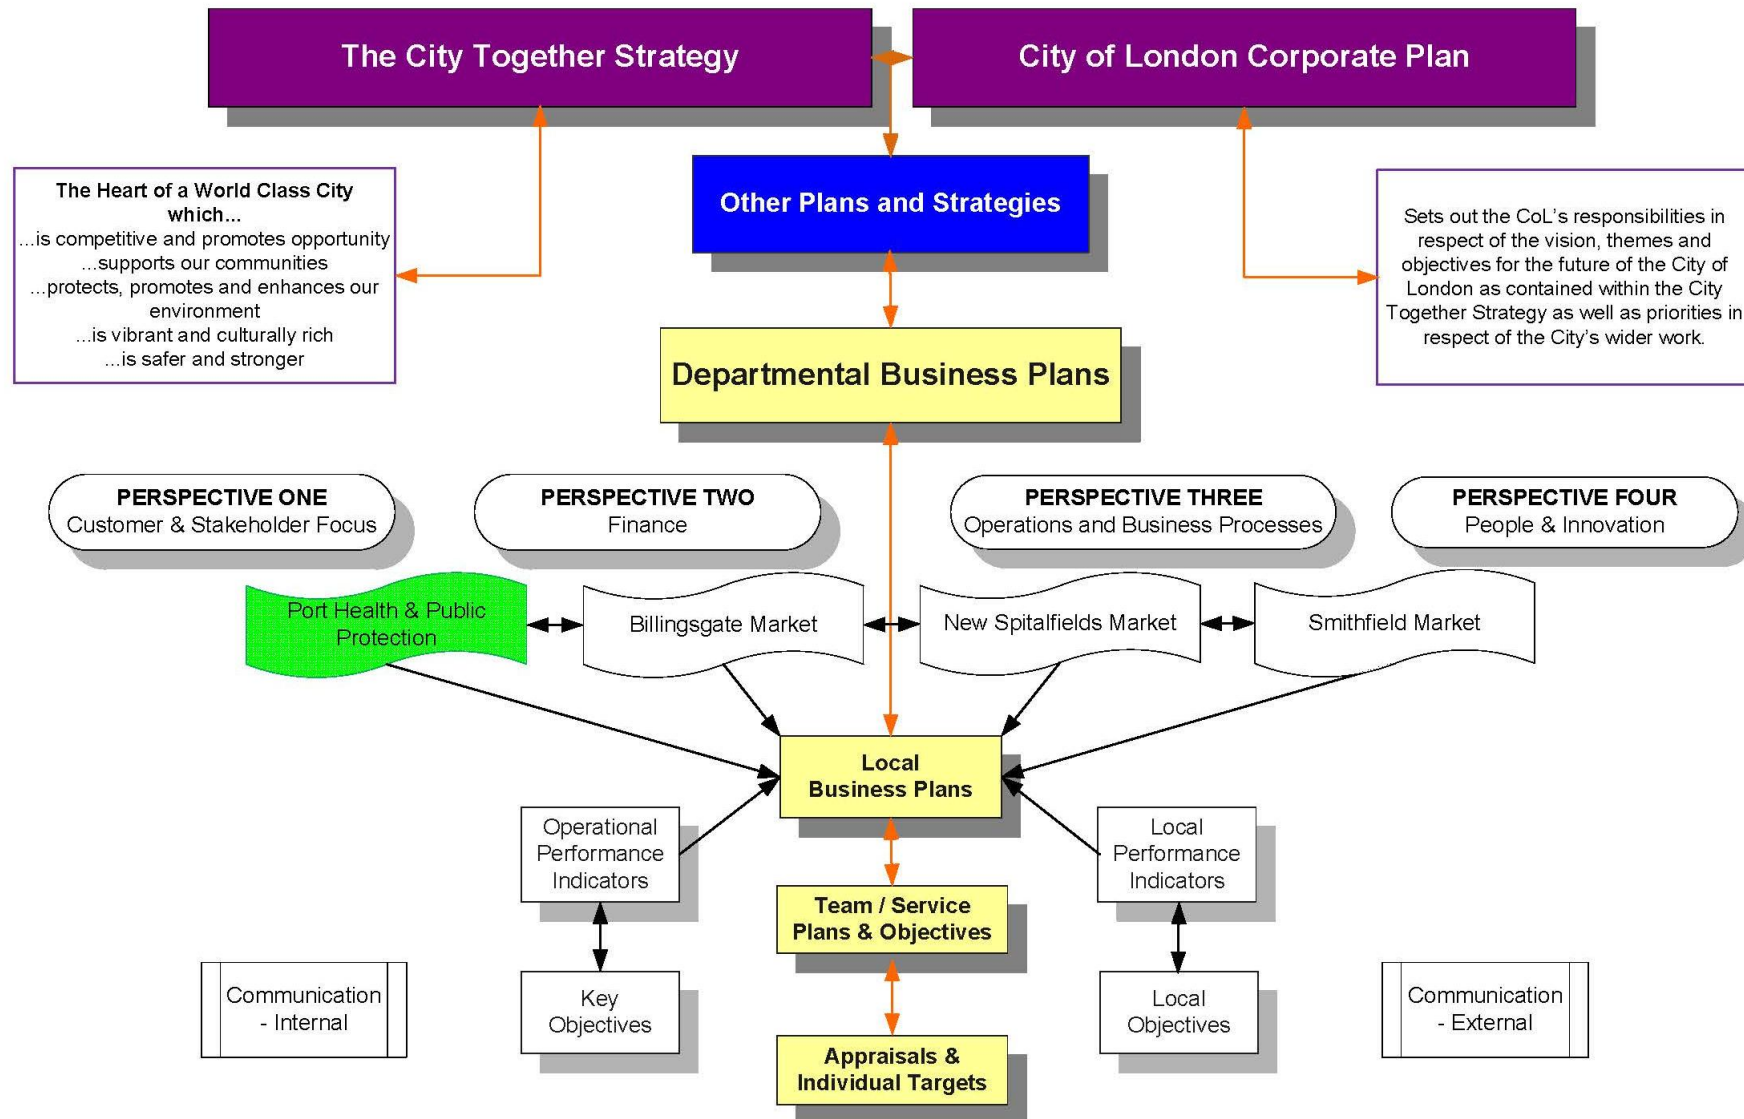 The City Together Strategy
City of London Corporate Plan
Other Plans and Strategies
The Heart of a World Class City
which...
...is competitive and promotes opportunity
...supports our communities
...protects, promotes and enhances our
environment
...is vibrant and culturally rich
...is safer and stronger
Sets out the CoL's responsibilities in
respect of the vision, themes and
objectives for the future of the City of
London as contained within the City
Together Strategy as well as priorities in
respect of the City's wider work.
Departmental Business Plans
PERSPECTIVE ONE
Customer & Stakeholder Focus
PERSPECTIVE TWO
Finance
PERSPECTIVE THREE
Operations and Business Processes
PERSPECTIVE FOUR
People & Innovation
Port Health & Public
Protection
Billingsgate Market
New Spitalfields Market
Smithfield Market
Local
Business Plans
Operational
Performance
Indicators
Local
Performance
Indicators
Team / Service
Plans & Objectives
Communication
- Internal
Key
Objectives
Local
Objectives
Communication
- External
Appraisals &
Individual Targets